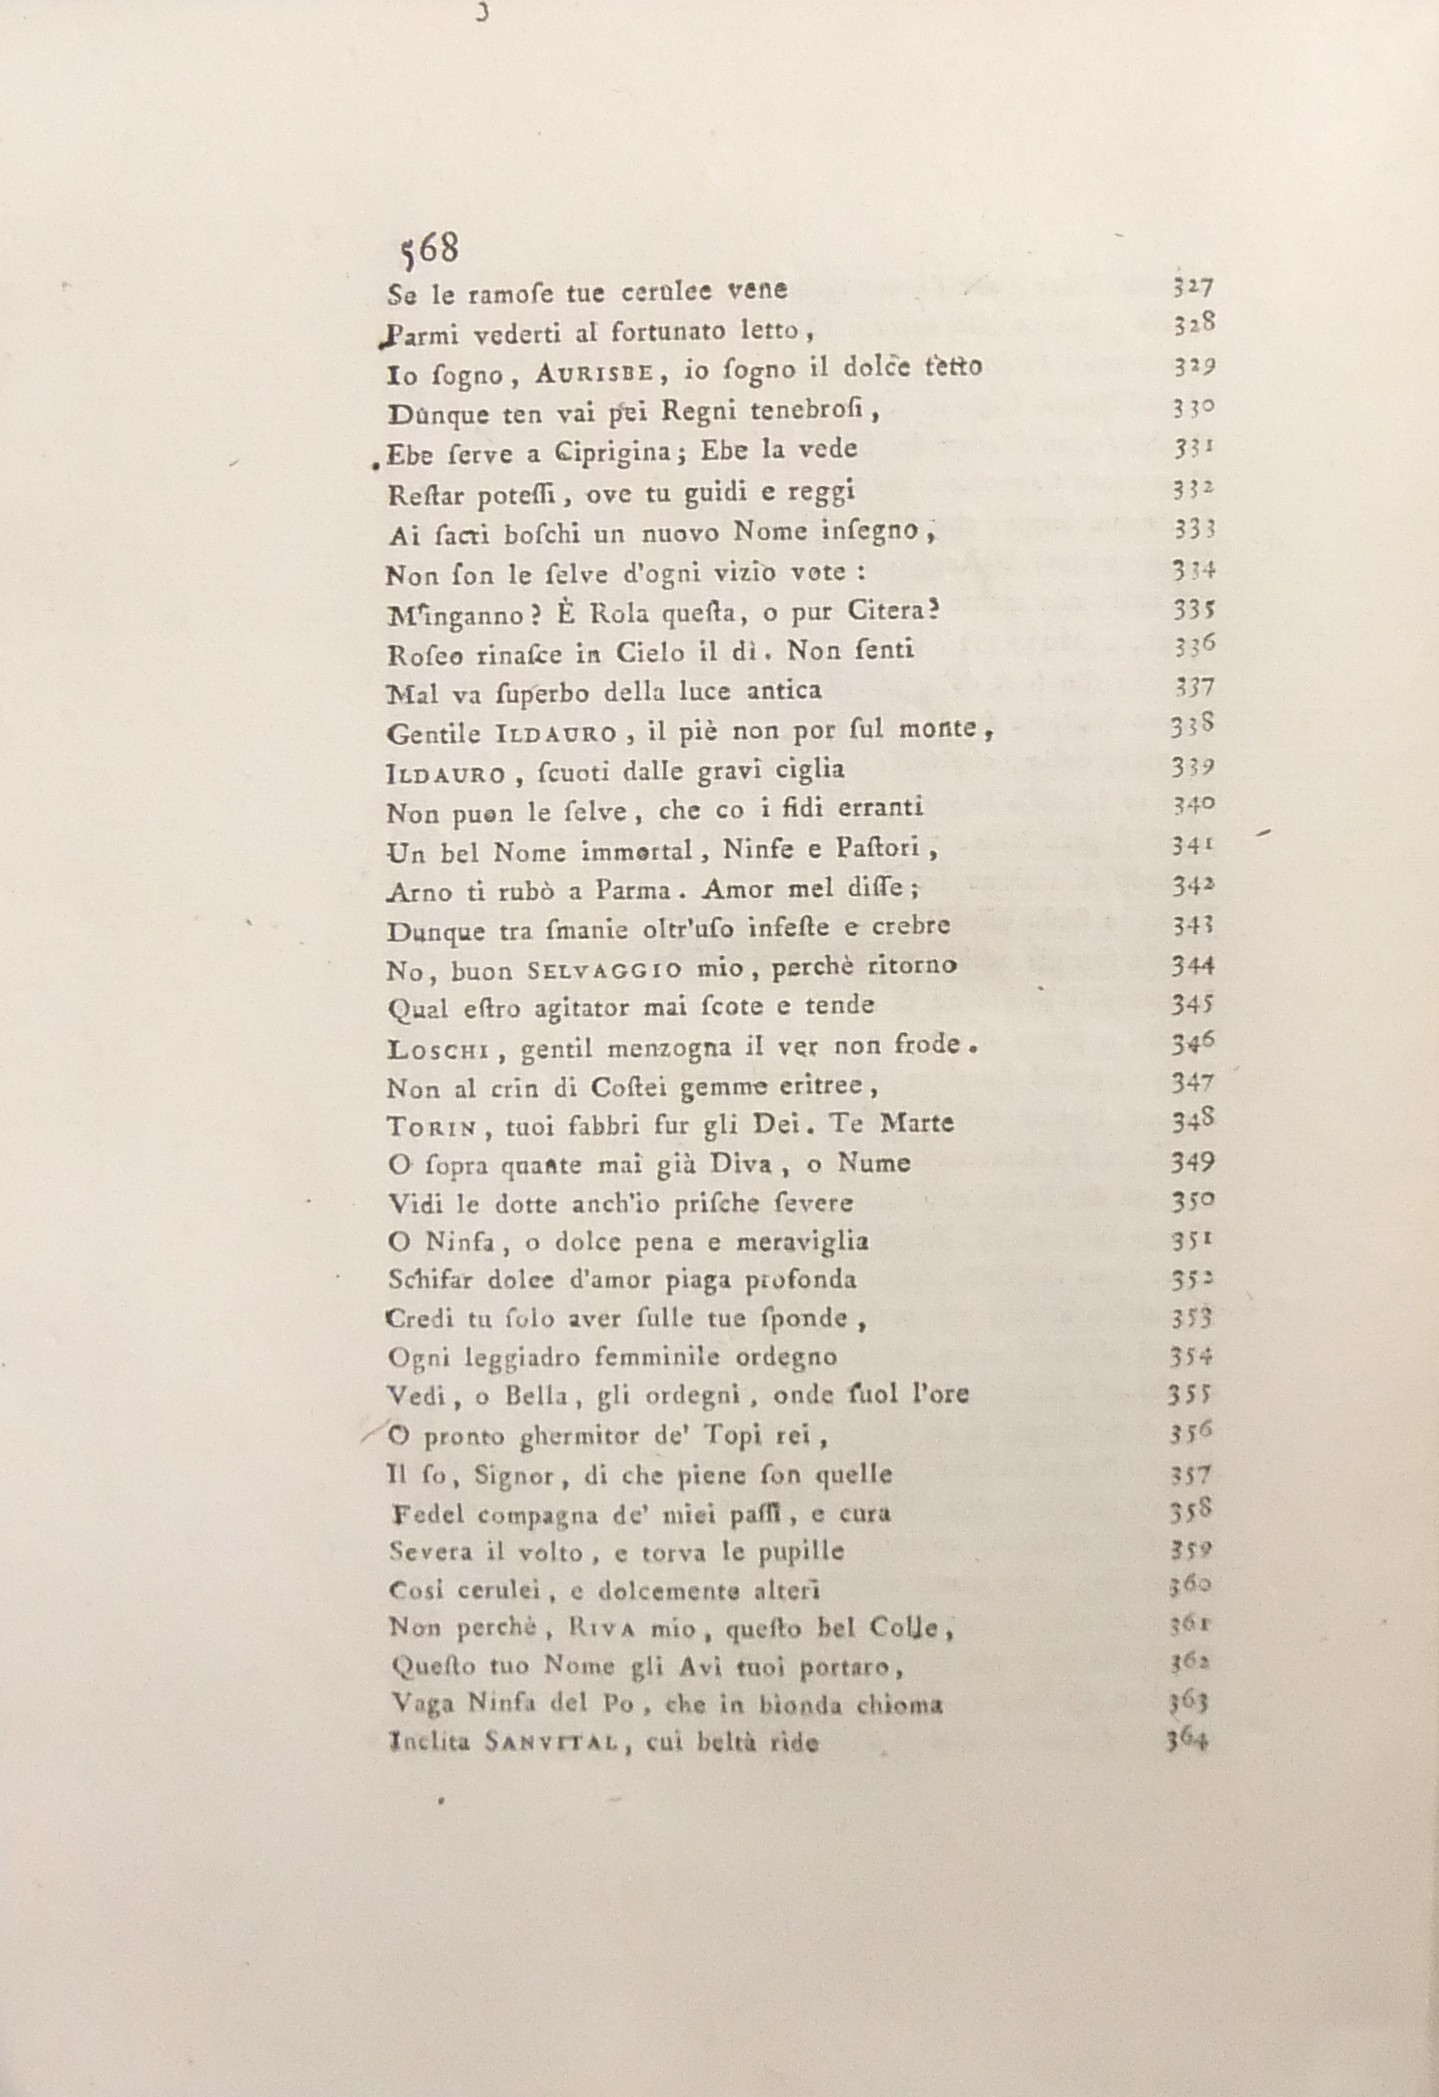 568
Se le ramoſe tue cerulee vene 327
Parmi vederti al fortunato letto, 328
Io ſogno, AURISBE, io ſogno il dolce tetto 329
Dunque ten vai pei Regni tenebroſi, 330
Ebe ſerve a Ciprigina; Ebe la vede 331
Reſtar poteſſi, ove tu guidi e reggi 332
Ai ſacri boſchi un nuovo Nome inſegno, 333
Non ſon le ſelve d'ogni vizio vote: 334
M'inganno? È Rola queſta, o pur Citera? 335
Roſeo rinaſce in Cielo il dì. Non ſenti 336
Mal va ſuperbo della luce antica 337
Gentile ILDAURO, il piè non por ſul monte, 338
ILDAURO, ſcuoti dalle gravi ciglia 339
Non puon le ſelve, che co i fidi erranti 340
Un bel Nome immortal, Ninfe e Paſtori, 341
Arno ti rubò a Parma. Amor mel diſſe; 342
Dunque tra ſmanie oltr'uſo infeſte e crebre 343
No, buon SELVAGGIO mio, perchè ritorno 344
Qual eſtro agitator mai ſcote e tende 345
LOSCHI, gentil menzogna il ver non frode. 346
Non al crin di Coſtei gemme eritree, 347
TORIN, tuoi fabbri fur gli Dei. Te Marte 348
O ſopra quante mai già Diva, o Nume 349
Vidi le dotte anch'io priſche ſevere 350
O Ninfa, o dolce pena e meraviglia 351
Schifar dolce d'amor piaga profonda 352
Credi tu ſolo aver ſulle tue ſponde, 353
Ogni leggiadro femminile ordegno 354
Vedi, o Bella, gli ordegni, onde ſuol l'ore 355
O pronto ghermitor de' Topi rei, 356
Il ſo, Signor, di che piene ſon quelle 357
Fedel compagna de' miei paſſi, e cura 358
Severa il volto, e torva le pupille 359
Così cerulei, e dolcemente alteri 360
Non perchè, RIVA mio, queſto bel Colle, 361
Queſto tuo Nome gli Avi tuoi portaro, 362
Vaga Ninfa del Po, che in bionda chioma 363
Inclita SANVITAL, cui beltà ride 364